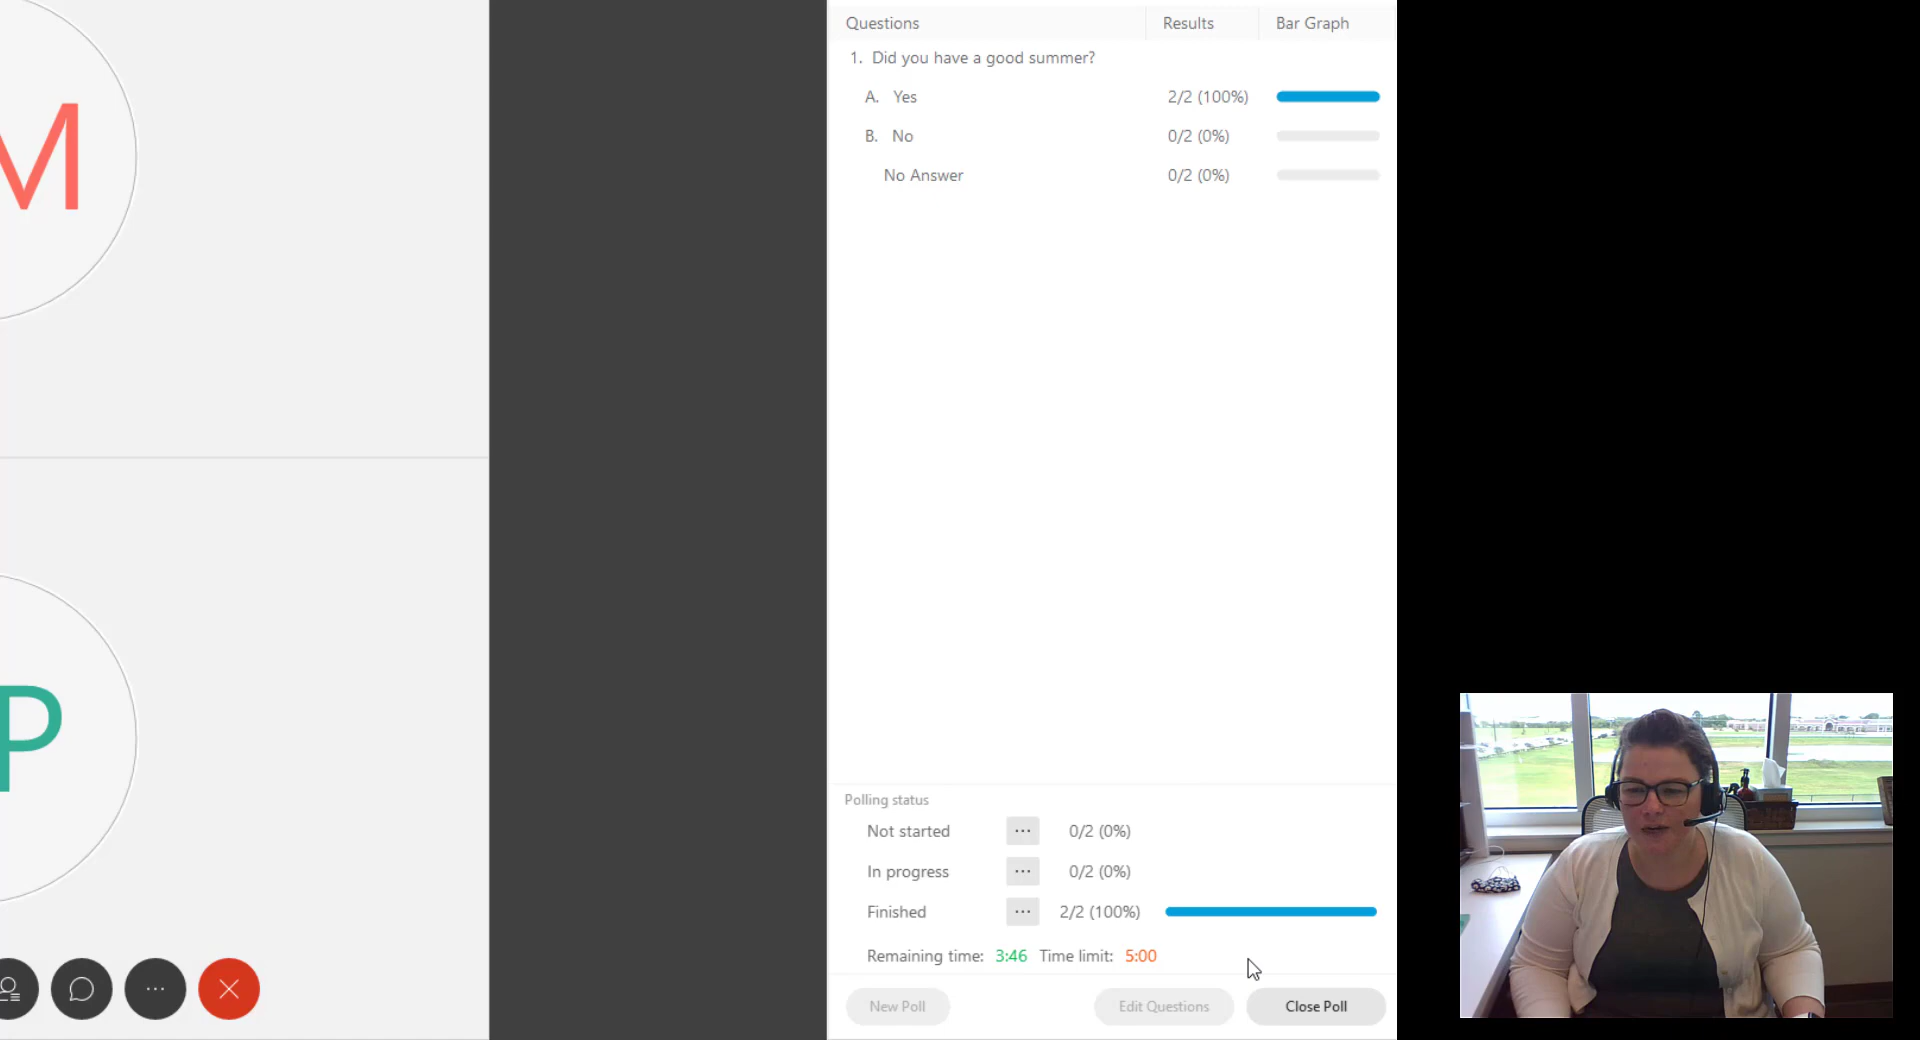 M
P
Questions Results Bar Graph
1. Did you have a good summer?
A. Yes 2/2 (100%)
B. No 0/2 (0%)
No Answer 0/2 (0%)
Polling status
Not started ... 0/2 (0%)
In progress ... 0/2 (0%)
Finished ... 2/2 (100%)
Remaining time: 3:46 Time limit: 5:00
New Poll Edit Questions Close Poll